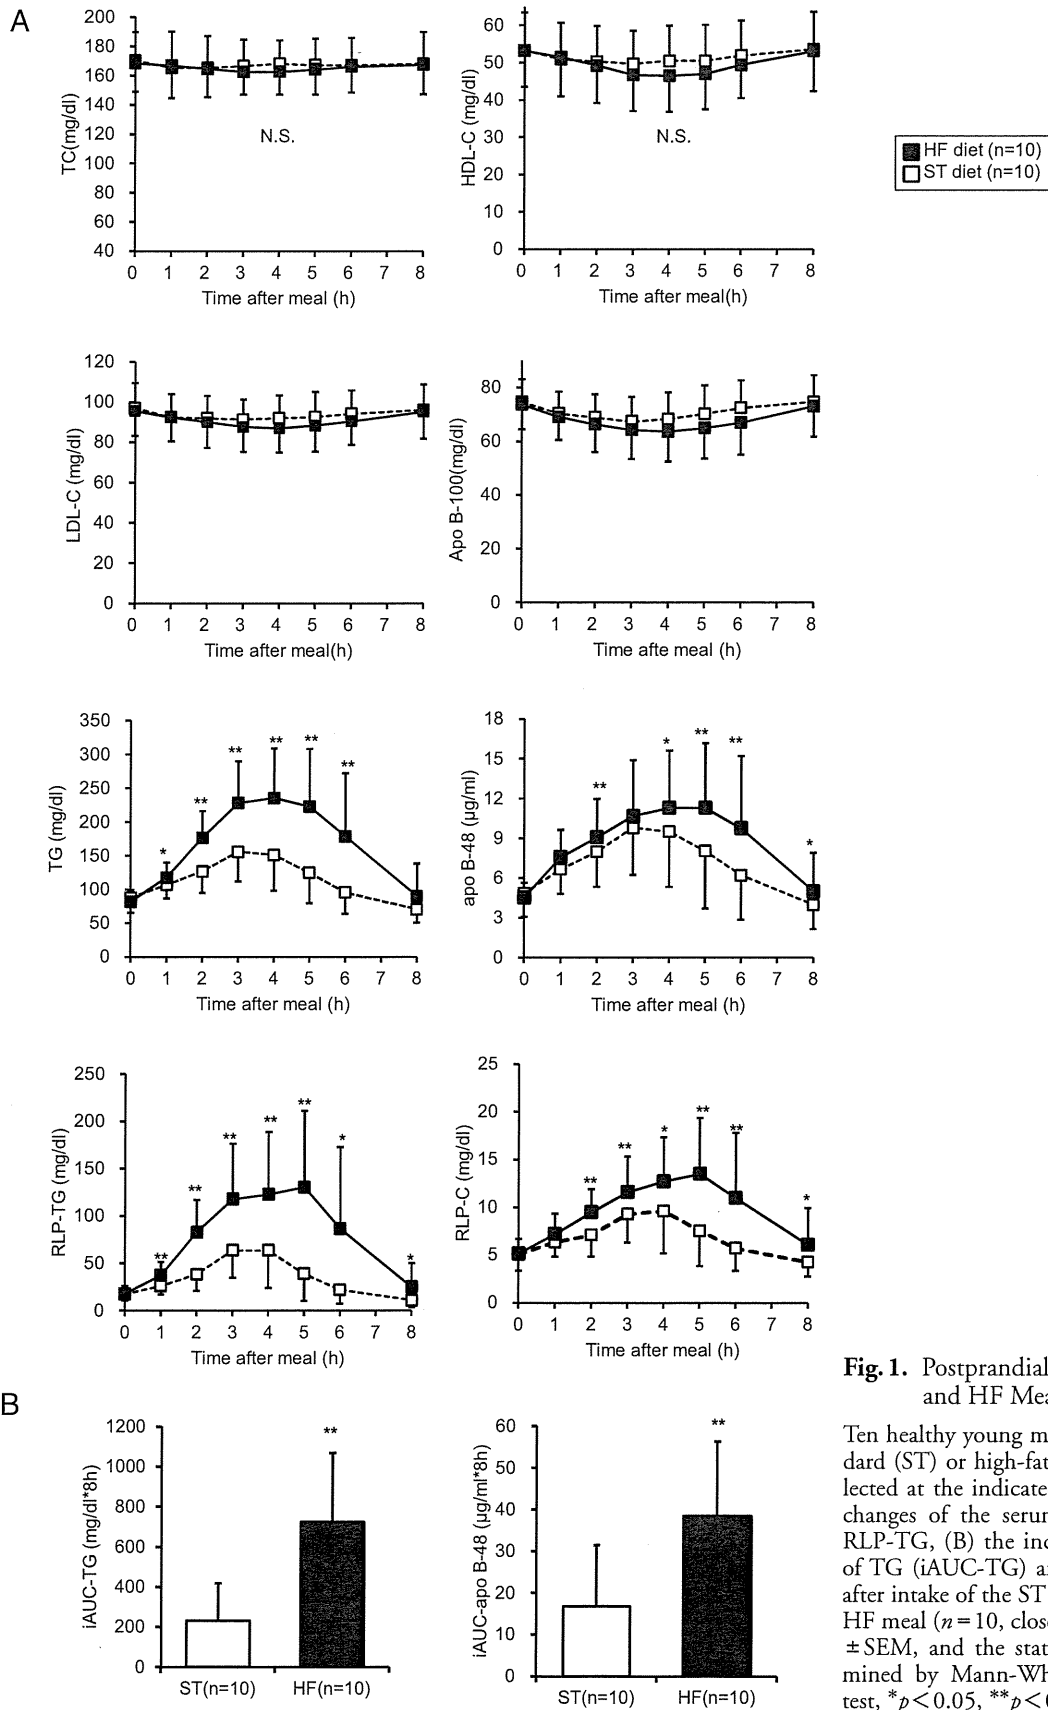 A
200
180
160
140
120
100
80
60
40
TC(mg/dl)
N.S.
0 1 2 3 4 5 6 7 8
Time after meal (h)
60
50
40
30
20
10
0
HDL-C (mg/dl)
N.S.
0 1 2 3 4 5 6 7 8
Time after meal(h)
HF diet (n=10)
ST diet (n=10)
120
100
80
60
40
20
0
LDL-C (mg/dl)
0 1 2 3 4 5 6 7 8
Time after meal(h)
80
60
40
20
0
Apo B-100(mg/dl)
0 1 2 3 4 5 6 7 8
Time afte meal (h)
350
300
250
200
150
100
50
0
TG (mg/dl)
* ** ** ** ** **
0 1 2 3 4 5 6 7 8
Time after meal (h)
18
15
12
9
6
3
0
apo B-48 (μg/ml)
** * ** ** *
0 1 2 3 4 5 6 7 8
Time after meal (h)
250
200
150
100
50
0
RLP-TG (mg/dl)
** ** ** ** ** * *
0 1 2 3 4 5 6 7 8
Time after meal (h)
25
20
15
10
5
0
RLP-C (mg/dl)
** ** * ** ** *
0 1 2 3 4 5 6 7 8
Time after meal (h)
B
1200
1000
800
600
400
200
0
iAUC-TG (mg/dl*8h)
**
ST(n=10) HF(n=10)
60
50
40
30
20
10
0
iAUC-apo B-48 (μg/ml*8h)
**
ST(n=10) HF(n=10)
Fig. 1. Postprandial
and HF Mea
Ten healthy young m
dard (ST) or high-fat
lected at the indicate
changes of the serun
RLP-TG, (B) the inc
of TG (iAUC-TG) a
after intake of the ST
HF meal (n=10, close
±SEM, and the stat
mined by Mann-Wh
test, *p<0.05, **p<0